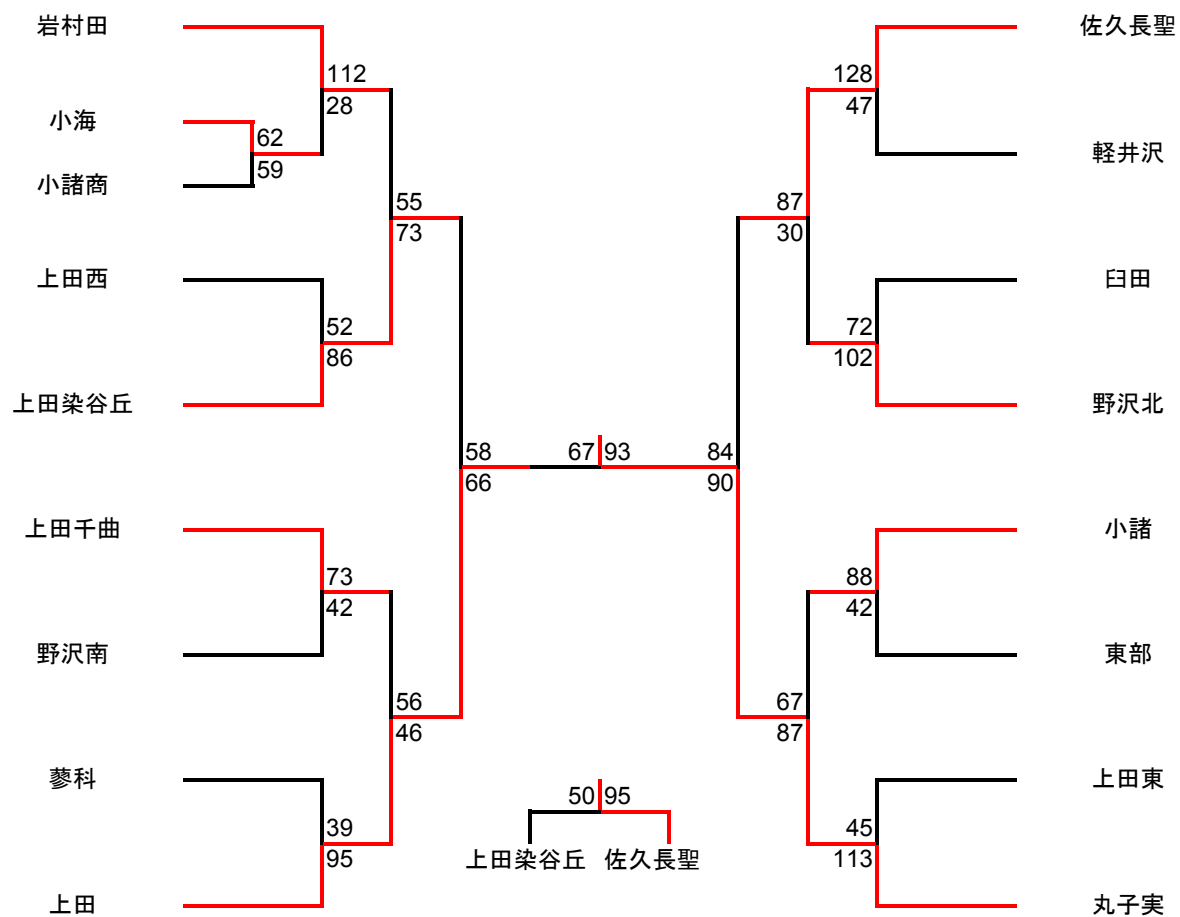 岩村田 佐久長聖
112 128
28 47
小海
62
小諸商 59 軽井沢
55 87
73 30
上田西 臼田
52 72
86 102
上田染谷丘 野沢北
58 67 93 84
66 90
上田千曲 小諸
73 88
42 42
野沢南 東部
56 67
46 87
蓼科 上田東
50 95
39 45
95 113
上田染谷丘 佐久長聖
上田 丸子実